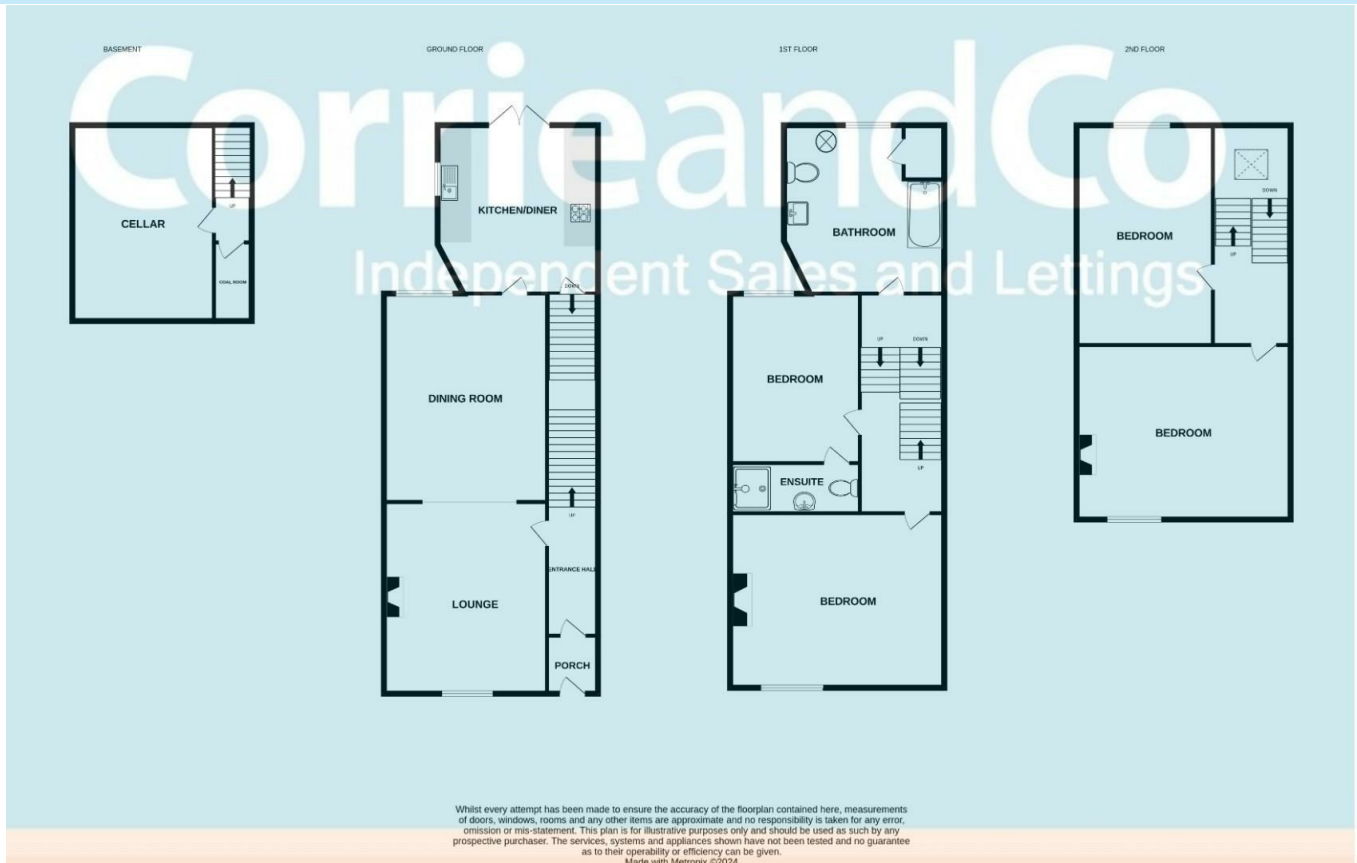 BASEMENT
GROUND FLOOR
1ST FLOOR
2ND FLOOR
CorrieandCo
Independent Sales and Lettings
CELLAR
UP
COAL ROOM
KITCHEN/DINER
DOWN
DINING ROOM
UP
ENTRANCE HALL
LOUNGE
PORCH
BATHROOM
UP
DOWN
BEDROOM
UP
ENSUITE
BEDROOM
DOWN
BEDROOM
UP
BEDROOM
Whilst every attempt has been made to ensure the accuracy of the floorplan contained here, measurements
of doors, windows, rooms and any other items are approximate and no responsibility is taken for any error,
omission or mis-statement. This plan is for illustrative purposes only and should be used as such by any
prospective purchaser. The services, systems and appliances shown have not been tested and no guarantee
as to their operability or efficiency can be given.
Made with Metropix ©2024